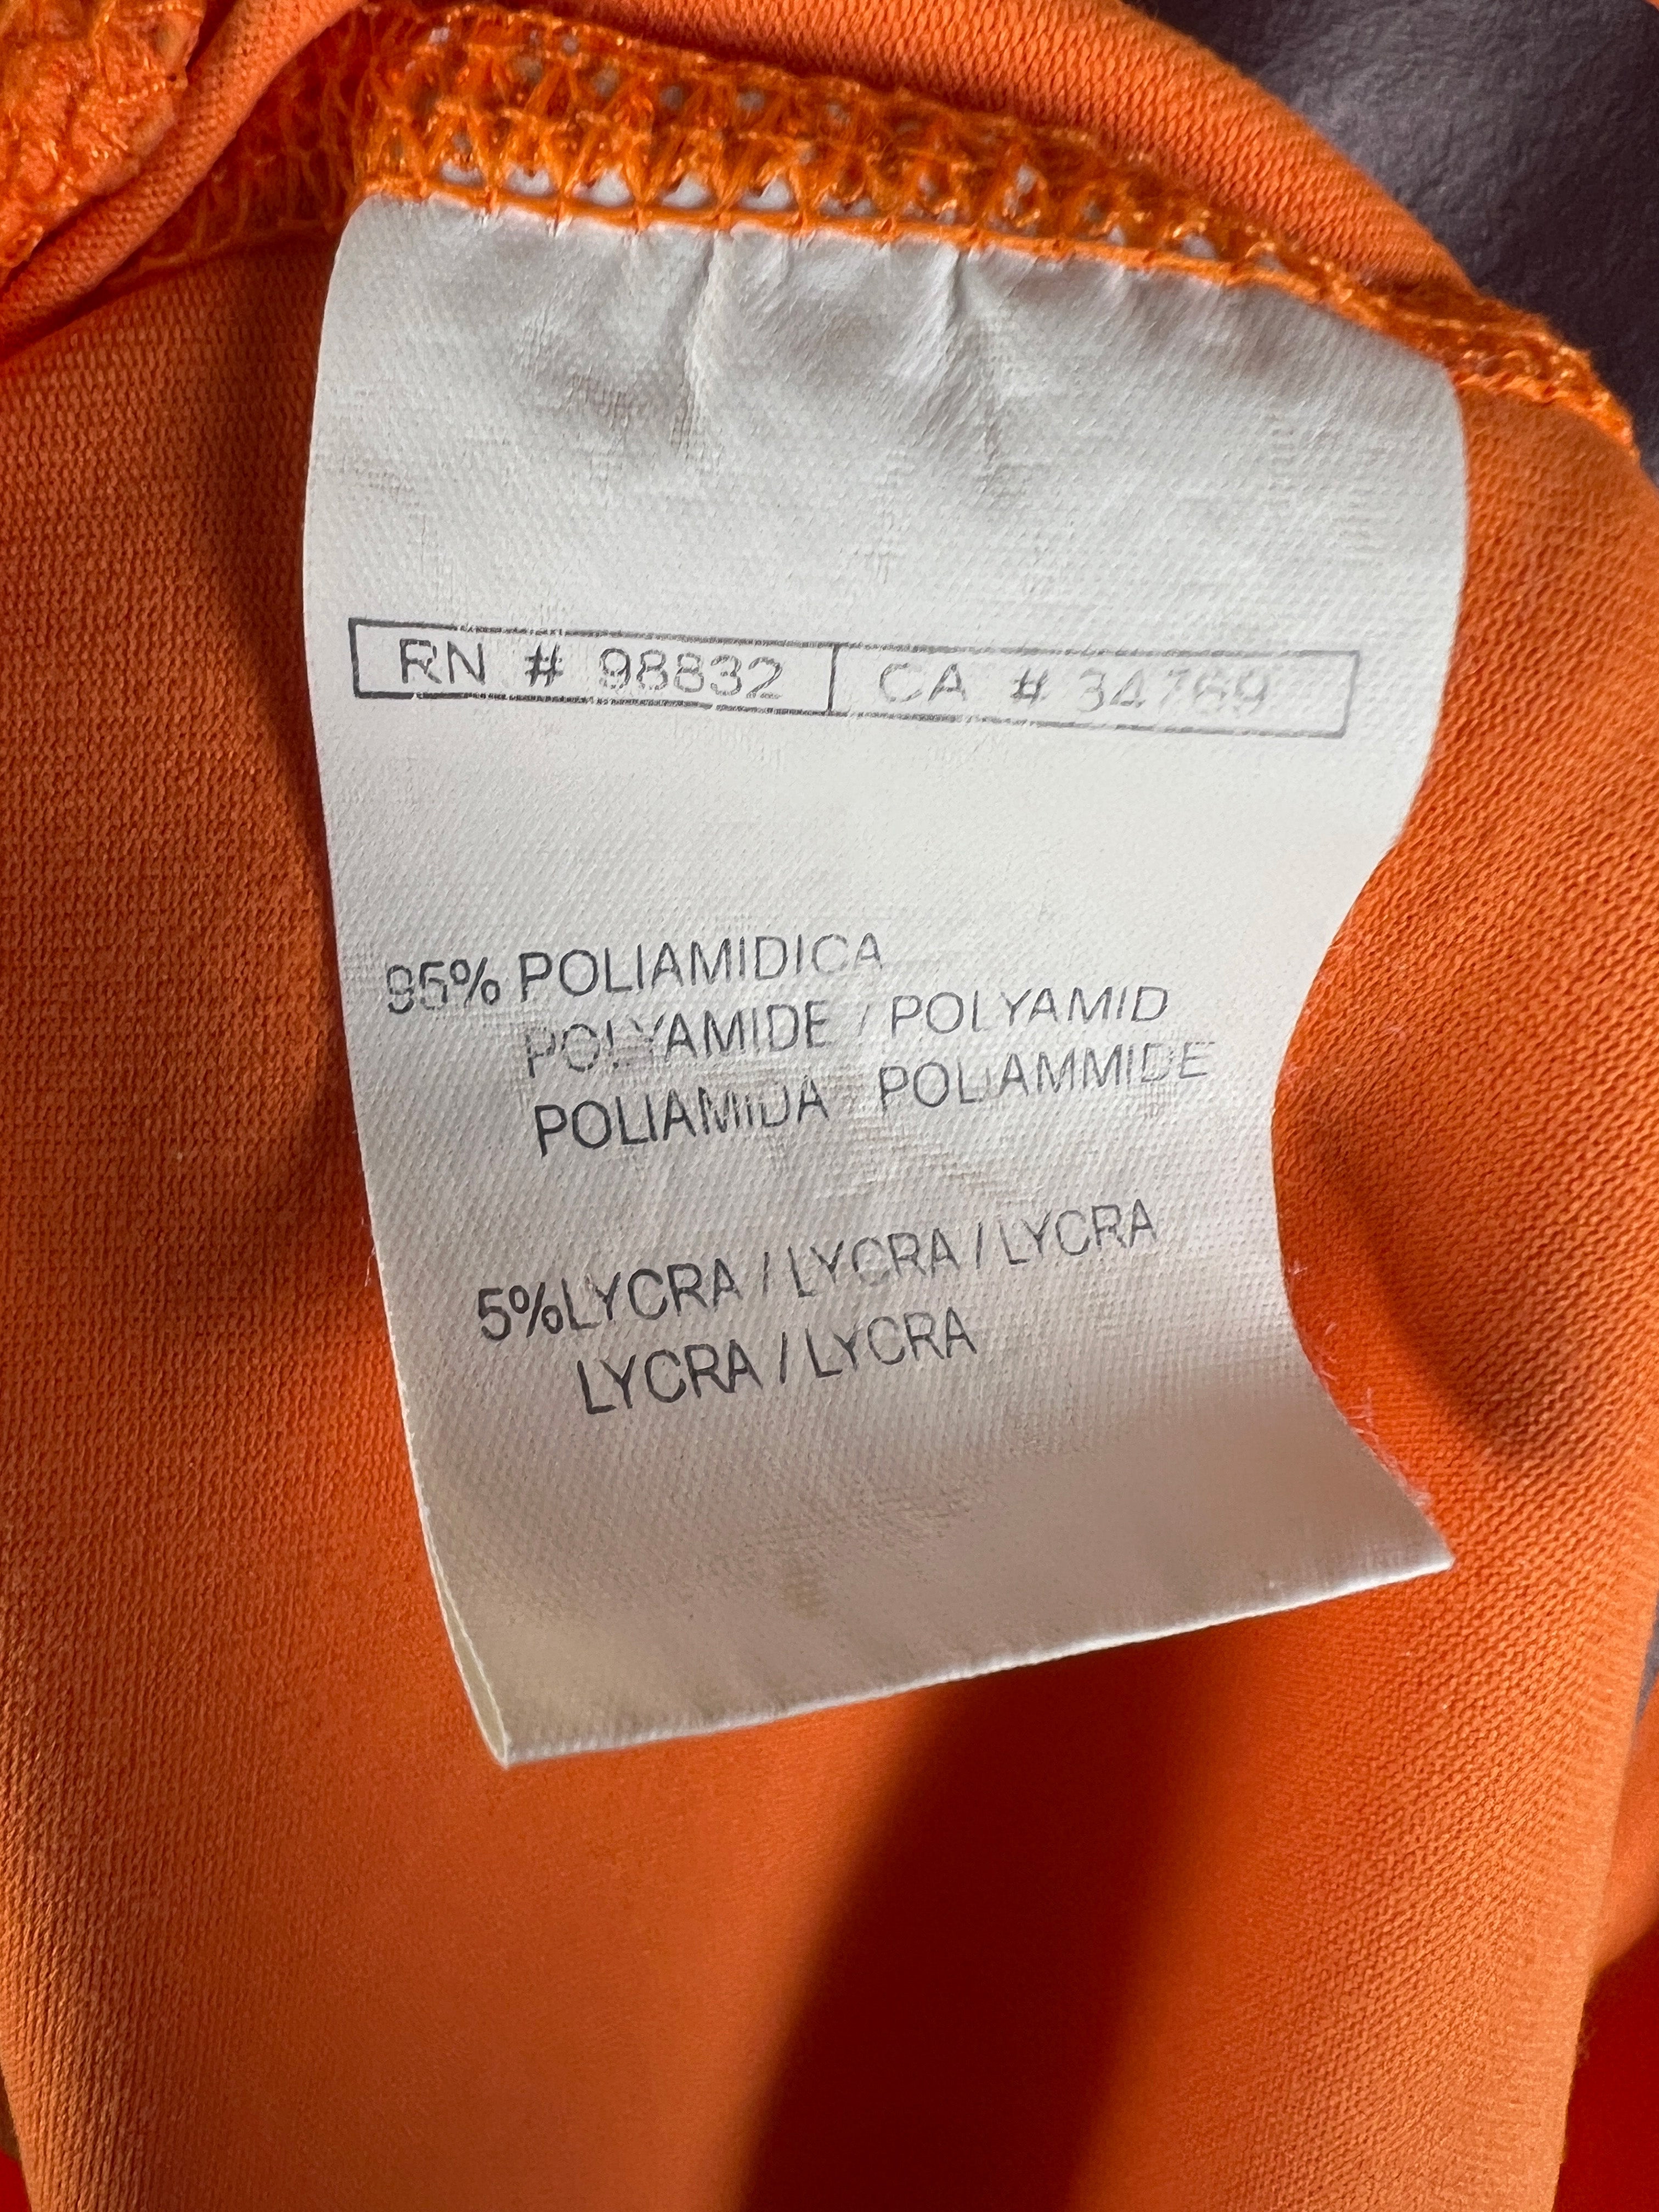 RN # 98832 CA # 34769
95% POLIAMIDICA
POLYAMIDE / POLYAMID
POLIAMIDA POLIAMMIDE
5%LYCRA / LYCRA / LYCRA
LYCRA / LYCRA